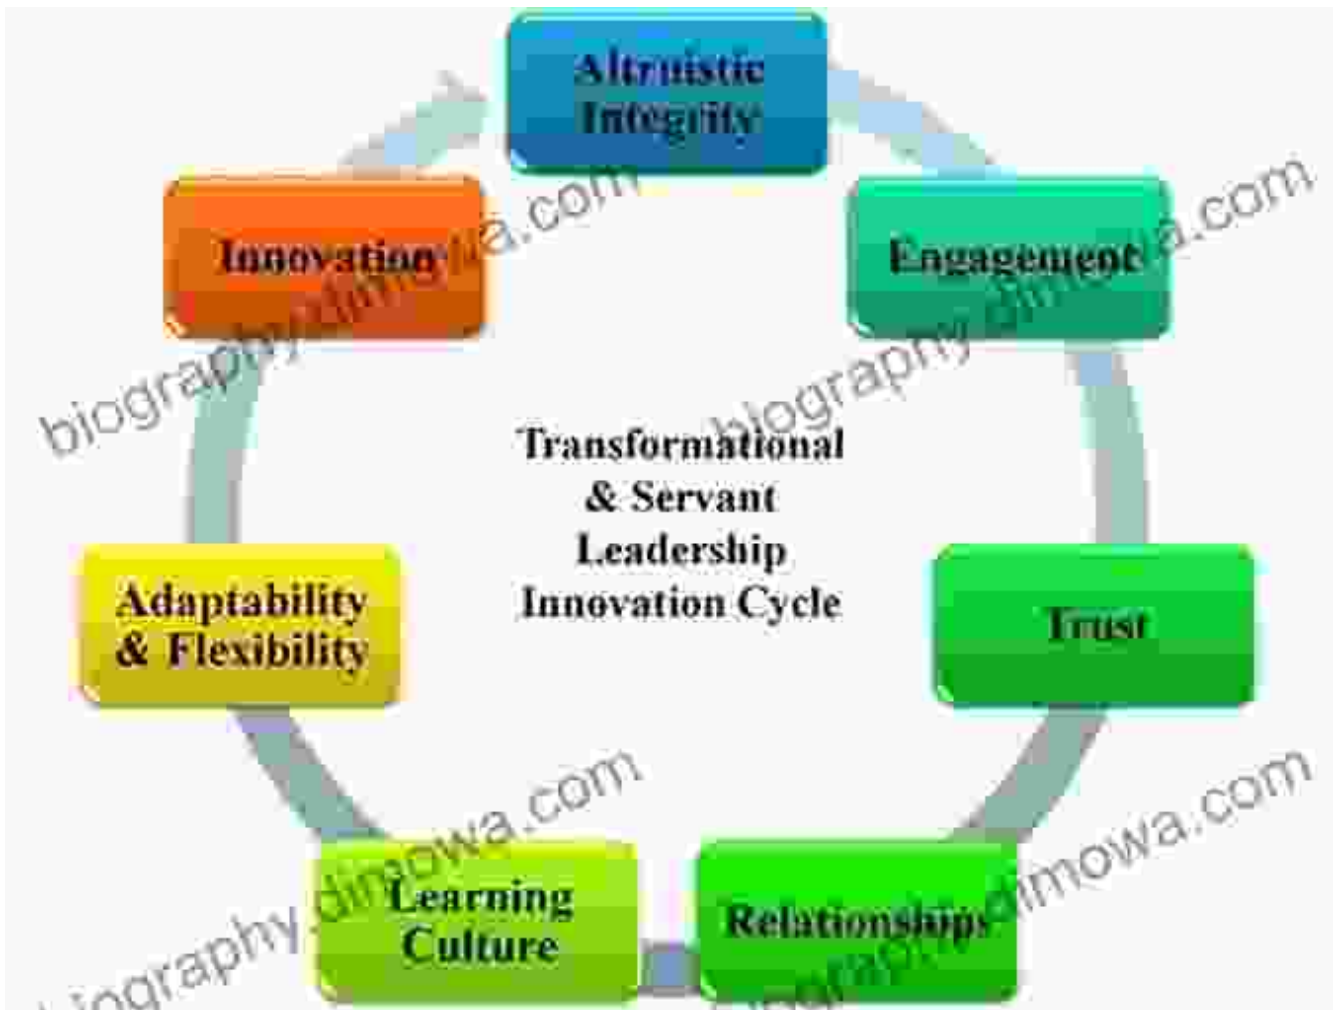 Altruistic
Integrity
Engagement
Trust
Relationships
Learning
Culture
Adaptability
& Flexibility
Innovation
Transformational
& Servant
Leadership
Innovation Cycle
biography.dimowa.com
biography.dimowa.com
biography.dimowa.com
biography.dimowa.com